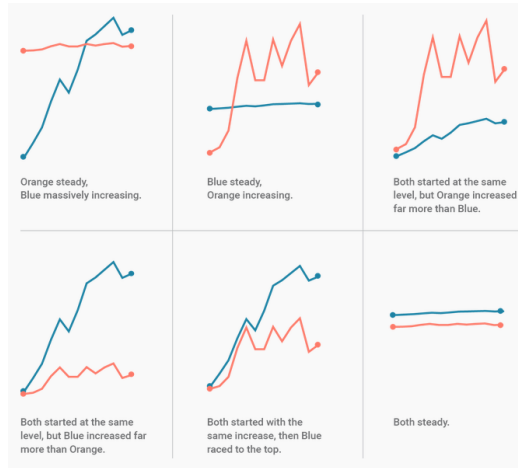 Orange steady,
Blue massively increasing.
Blue steady,
Orange increasing.
Both started at the same
level, but Orange increased
far more than Blue.
Both started at the same
level, but Blue increased far
more than Orange.
Both started with the
same increase, then Blue
raced to the top.
Both steady.